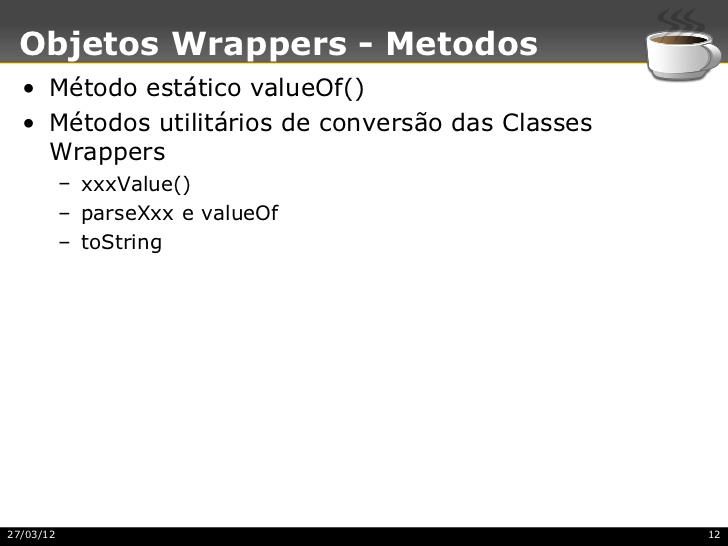 Objetos Wrappers - Metodos
• Método estático valueOf()
• Métodos utilitários de conversão das Classes
Wrappers
– xxxValue()
– parseXxx e valueOf
– toString
27/03/12
12